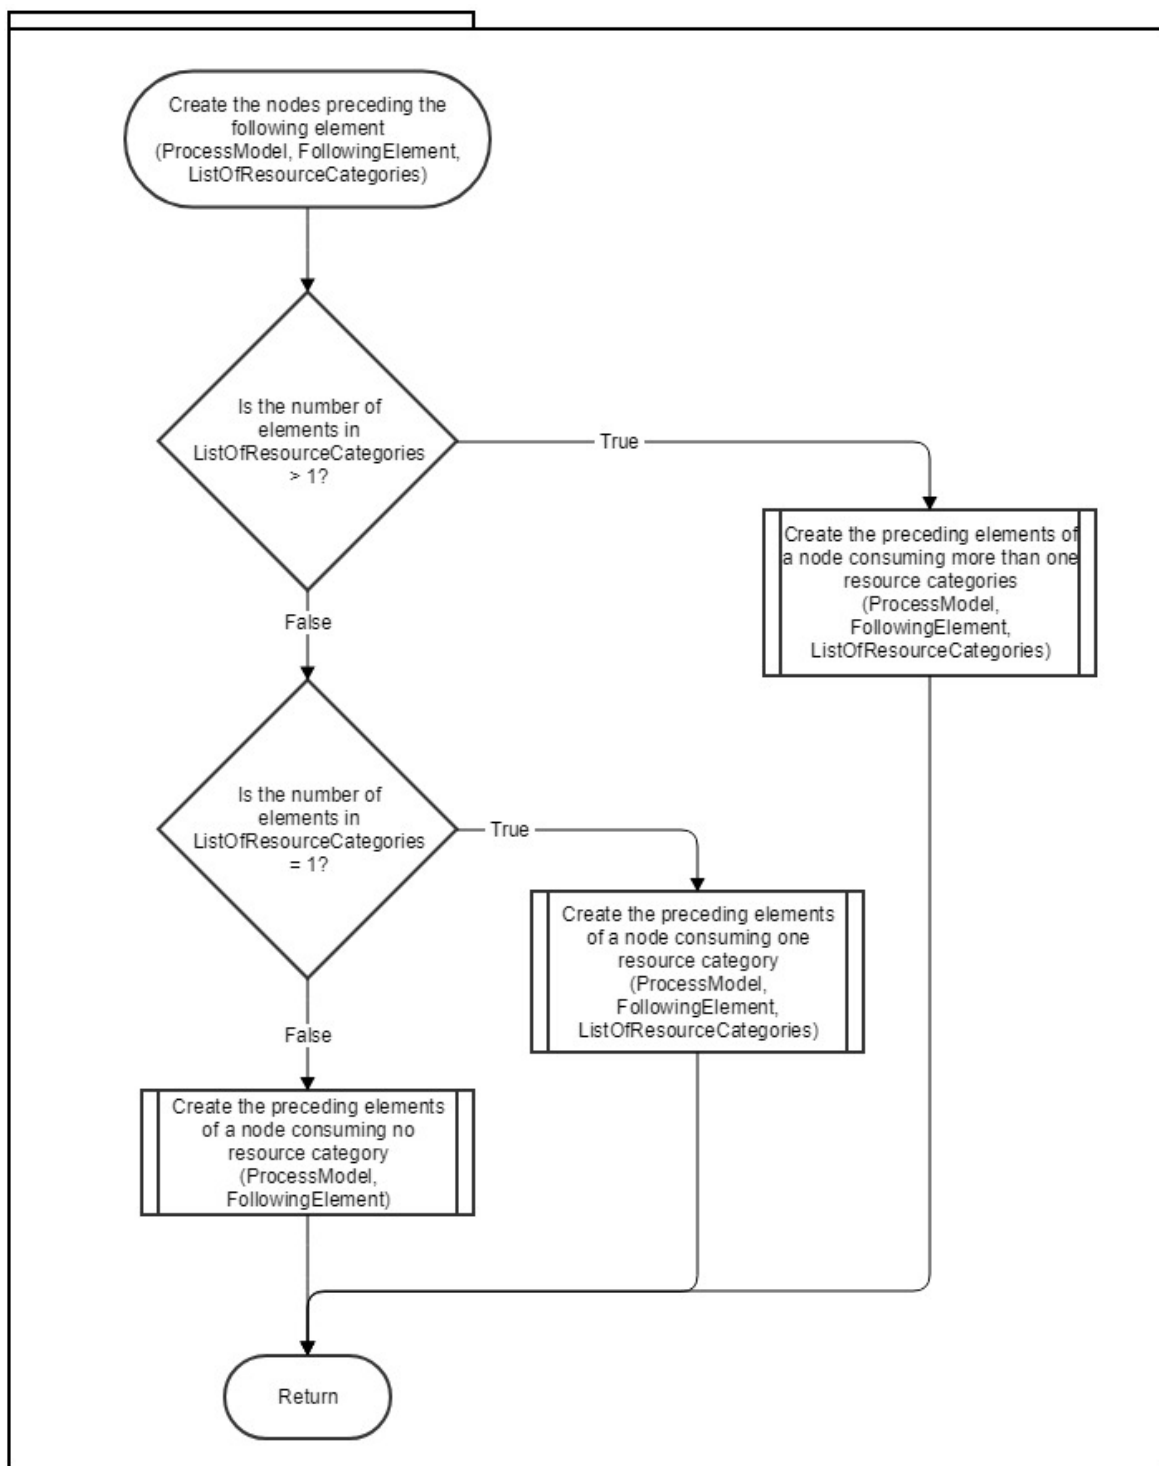 Create the nodes preceding the
following element
(ProcessModel, FollowingElement,
ListOfResourceCategories)
Is the number of
elements in
ListOfResourceCategories
> 1?
True
Create the preceding elements of
a node consuming more than one
resource categories
(ProcessModel,
FollowingElement,
ListOfResourceCategories)
False
Is the number of
elements in
ListOfResourceCategories
= 1?
True
Create the preceding elements
of a node consuming one
resource category
(ProcessModel,
FollowingElement,
ListOfResourceCategories)
False
Create the preceding elements
of a node consuming no
resource category
(ProcessModel,
FollowingElement)
Return